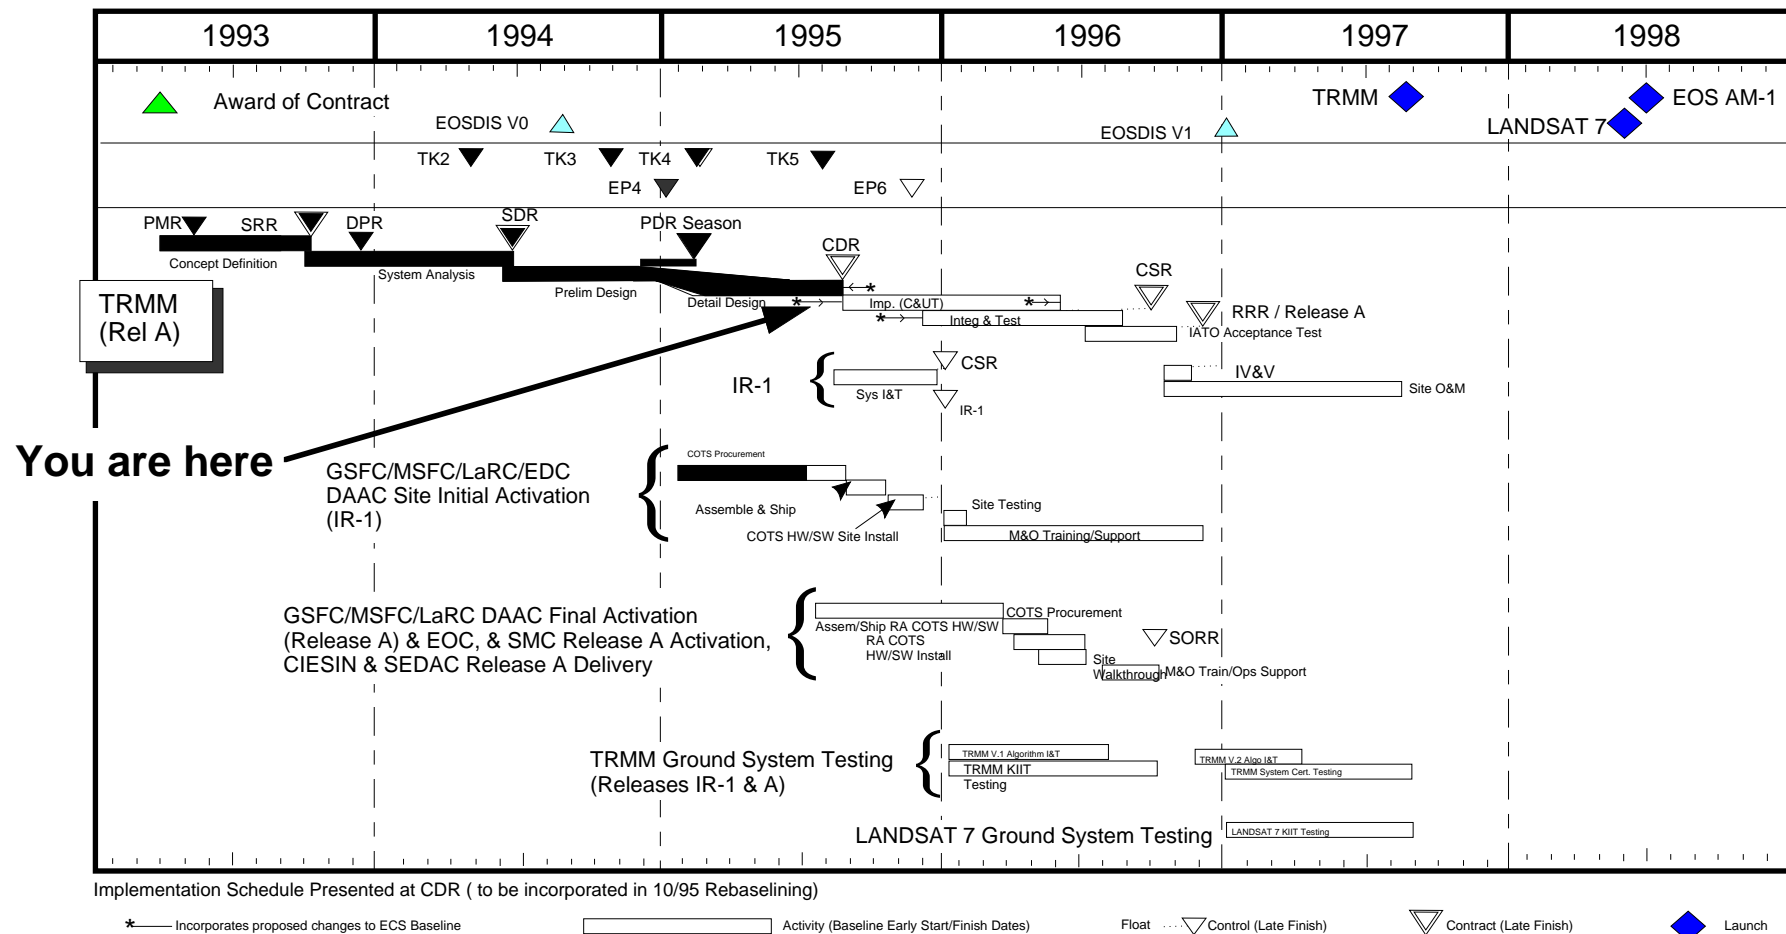 1993 1994 1995 1996 1997 1998
Award of Contract
TRMM
EOS AM-1
EOSDIS V0
EOSDIS V1
LANDSAT 7
TK2 TK3 TK4 TK5
EP4 EP6
PMR SRR DPR SDR PDR Season
CDR
Concept Definition
System Analysis
Prelim Design
Detail Design
CSR
TRMM
(Rel A)
* * * Imp. (C&UT) *
* Integ & Test
RRR / Release A
IATO Acceptance Test
IR-1
CSR
Sys I&T
IR-1
IV&V
Site O&M
You are here
GSFC/MSFC/LaRC/EDC
DAAC Site Initial Activation
(IR-1)
{
COTS Procurement
Assemble & Ship
COTS HW/SW Site Install
Site Testing
M&O Training/Support
GSFC/MSFC/LaRC DAAC Final Activation
(Release A) & EOC, & SMC Release A Activation,
CIESIN & SEDAC Release A Delivery
{
COTS Procurement
Assem/Ship RA COTS HW/SW
RA COTS
HW/SW Install
Site
Walkthrough
M&O Train/Ops Support
SORR
TRMM Ground System Testing
(Releases IR-1 & A)
{
TRMM V.1 Algorithm I&T
TRMM KIIT
Testing
TRMM V.2 Algo I&T
TRMM System Cert. Testing
LANDSAT 7 Ground System Testing
LANDSAT 7 KIIT Testing
Implementation Schedule Presented at CDR ( to be incorporated in 10/95 Rebaselining)
* Incorporates proposed changes to ECS Baseline
Activity (Baseline Early Start/Finish Dates)
Float
Control (Late Finish)
Contract (Late Finish)
Launch